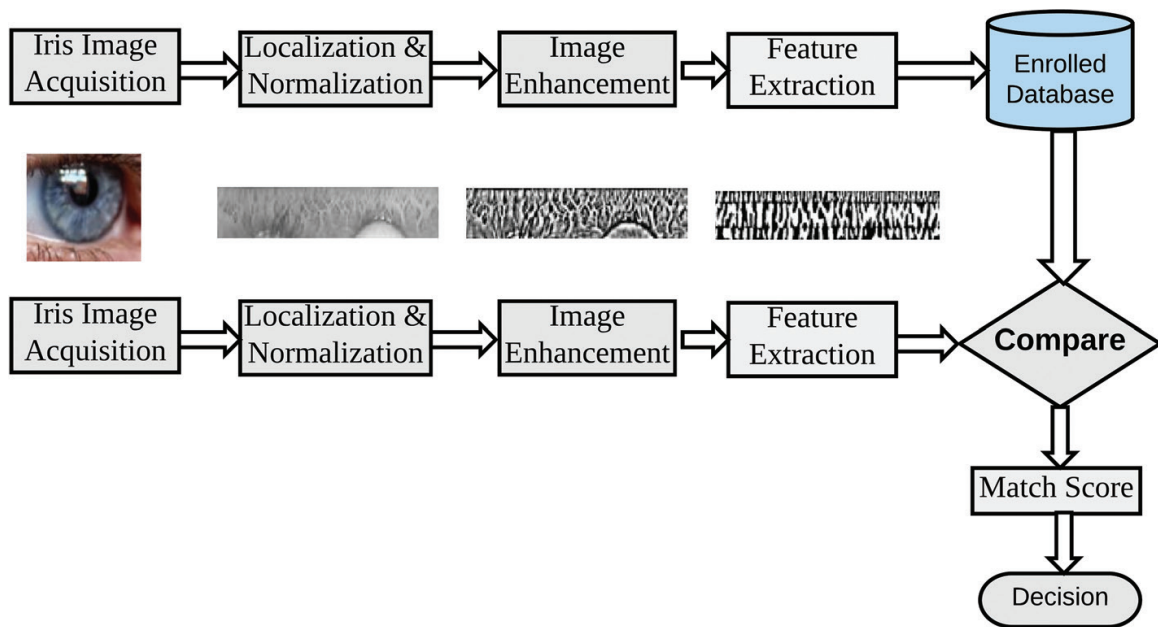 Iris Image
Acquisition
Localization &
Normalization
Image
Enhancement
Feature
Extraction
Enrolled
Database
Iris Image
Acquisition
Localization &
Normalization
Image
Enhancement
Feature
Extraction
Compare
Match Score
Decision